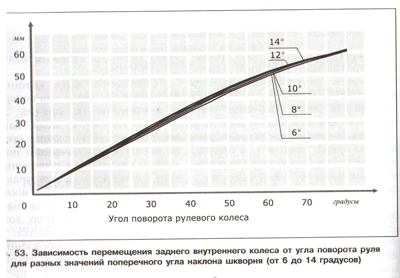 мм
60
50
40
30
20
10
14°
12°
10°
8°
6°
0 10 20 30 40 50 60 70 градусы
Угол поворота рулевого колеса
. 53. Зависимость перемещения заднего внутреннего колеса от угла поворота руля
для разных значений поперечного угла наклона шкворня (от 6 до 14 градусов)